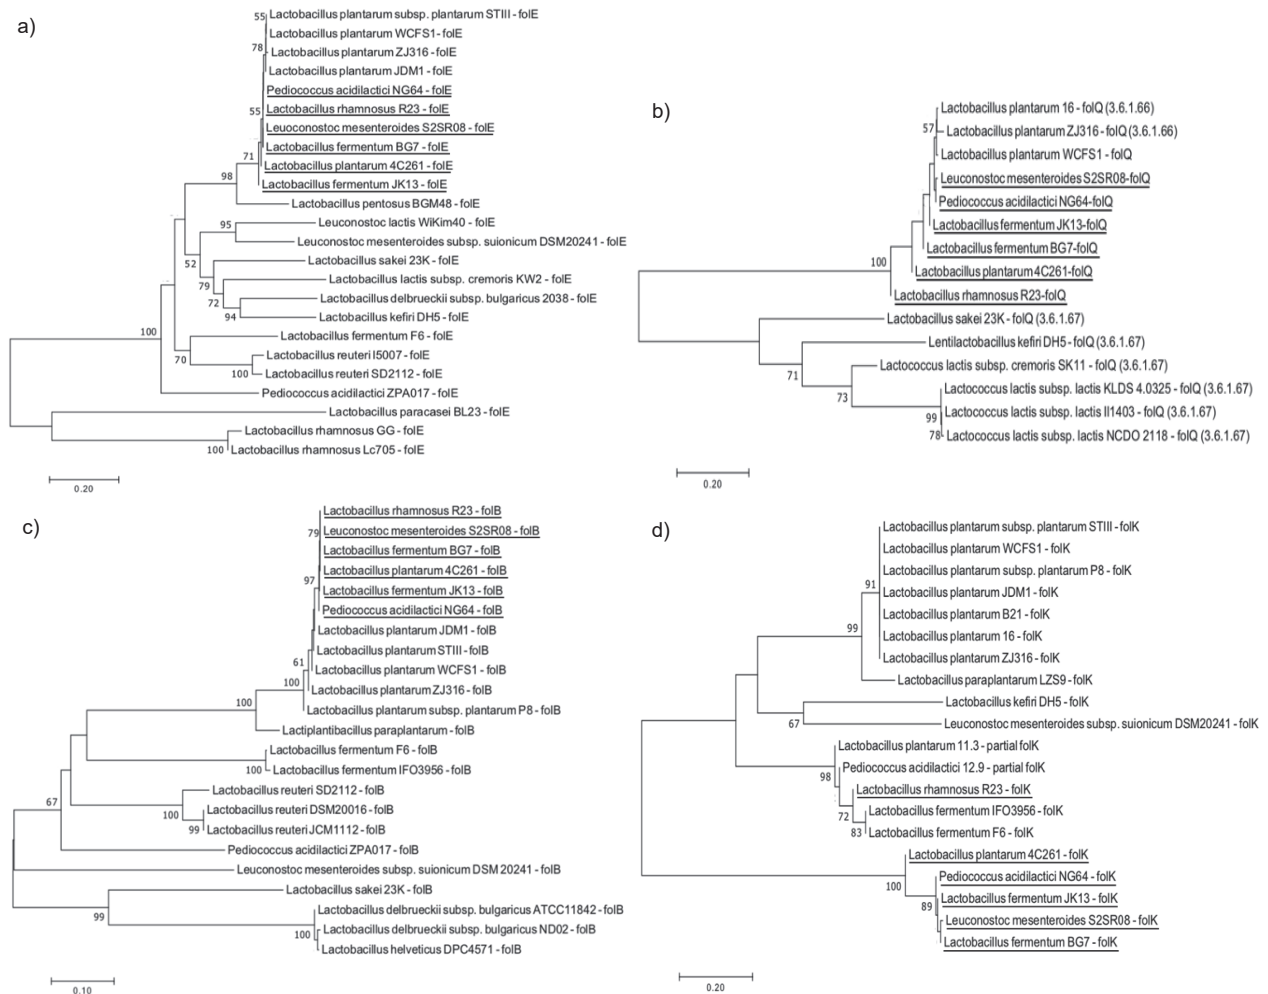 a)
55 Lactobacillus plantarum subsp. plantarum STIII - folE
Lactobacillus plantarum WCFS1 - folE
78 Lactobacillus plantarum ZJ316 - folE
Lactobacillus plantarum JDM1 - folE
Pediococcus acidilactici NG64 - folE
55 Lactobacillus rhamnosus R23 - folE
Leuoconostoc mesenteroides S2SR08 - folE
Lactobacillus fermentum BG7 - folE
71 Lactobacillus plantarum 4C261 - folE
Lactobacillus fermentum JK13 - folE
98
Lactobacillus pentosus BGM48 - folE
95 Leuconostoc lactis WiKim40 - folE
Leuconostoc mesenteroides subsp. suionicum DSM20241 - folE
52 Lactobacillus sakei 23K - folE
79 Lactobacillus lactis subsp. cremoris KW2 - folE
72 Lactobacillus delbrueckii subsp. bulgaricus 2038 - folE
94 Lactobacillus kefiri DH5 - folE
100
Lactobacillus fermentum F6 - folE
70 Lactobacillus reuteri I5007 - folE
100 Lactobacillus reuteri SD2112 - folE
Pediococcus acidilactici ZPA017 - folE
Lactobacillus paracasei BL23 - folE
Lactobacillus rhamnosus GG - folE
100 Lactobacillus rhamnosus Lc705 - folE
0.20
b)
Lactobacillus plantarum 16 - folQ (3.6.1.66)
57 Lactobacillus plantarum ZJ316 - folQ (3.6.1.66)
Lactobacillus plantarum WCFS1 - folQ
Leuconostoc mesenteroides S2SR08-folQ
Pediococcus acidilactici NG64-folQ
Lactobacillus fermentum JK13-folQ
Lactobacillus fermentum BG7-folQ
100 Lactobacillus plantarum 4C261-folQ
Lactobacillus rhamnosus R23-folQ
Lactobacillus sakei 23K - folQ (3.6.1.67)
Lentilactobacillus kefiri DH5 - folQ (3.6.1.67)
71 Lactococcus lactis subsp. cremoris SK11 - folQ (3.6.1.67)
Lactococcus lactis subsp. lactis KLDS 4.0325 - folQ (3.6.1.67)
73
99 Lactococcus lactis subsp. lactis Il1403 - folQ (3.6.1.67)
78 Lactococcus lactis subsp. lactis NCDO 2118 - folQ (3.6.1.67)
0.20
c)
Lactobacillus rhamnosus R23 - folB
79 Leuconostoc mesenteroides S2SR08 - folB
Lactobacillus fermentum BG7 - folB
Lactobacillus plantarum 4C261 - folB
97 Lactobacillus fermentum JK13 - folB
Pediococcus acidilactici NG64 - folB
Lactobacillus plantarum JDM1 - folB
Lactobacillus plantarum STIII - folB
61 Lactobacillus plantarum WCFS1 - folB
100 Lactobacillus plantarum ZJ316 - folB
100 Lactobacillus plantarum subsp. plantarum P8 - folB
Lactiplantibacillus paraplantarum - folB
Lactobacillus fermentum F6 - folB
100 Lactobacillus fermentum IFO3956 - folB
Lactobacillus reuteri SD2112 - folB
67
100 Lactobacillus reuteri DSM20016 - folB
99 Lactobacillus reuteri JCM1112 - folB
Pediococcus acidilactici ZPA017 - folB
Leuconostoc mesenteroides subsp. suionicum DSM 20241 - folB
Lactobacillus sakei 23K - folB
99 Lactobacillus delbrueckii subsp. bulgaricus ATCC11842 - folB
100 Lactobacillus delbrueckii subsp. bulgaricus ND02 - folB
Lactobacillus helveticus DPC4571 - folB
0.10
d)
Lactobacillus plantarum subsp. plantarum STIII - folK
Lactobacillus plantarum WCFS1 - folK
Lactobacillus plantarum subsp. plantarum P8 - folK
91 Lactobacillus plantarum JDM1 - folK
Lactobacillus plantarum B21 - folK
99 Lactobacillus plantarum 16 - folK
Lactobacillus plantarum ZJ316 - folK
Lactobacillus paraplantarum LZS9 - folK
Lactobacillus kefiri DH5 - folK
67 Leuconostoc mesenteroides subsp. suionicum DSM20241 - folK
Lactobacillus plantarum 11.3 - partial folK
98 Pediococcus acidilactici 12.9 - partial folK
Lactobacillus rhamnosus R23 - folK
72 Lactobacillus fermentum IFO3956 - folK
83 Lactobacillus fermentum F6 - folK
Lactobacillus plantarum 4C261 - folK
100 Pediococcus acidilactici NG64 - folK
89 Lactobacillus fermentum JK13 - folK
Leuconostoc mesenteroides S2SR08 - folK
Lactobacillus fermentum BG7 - folK
0.20